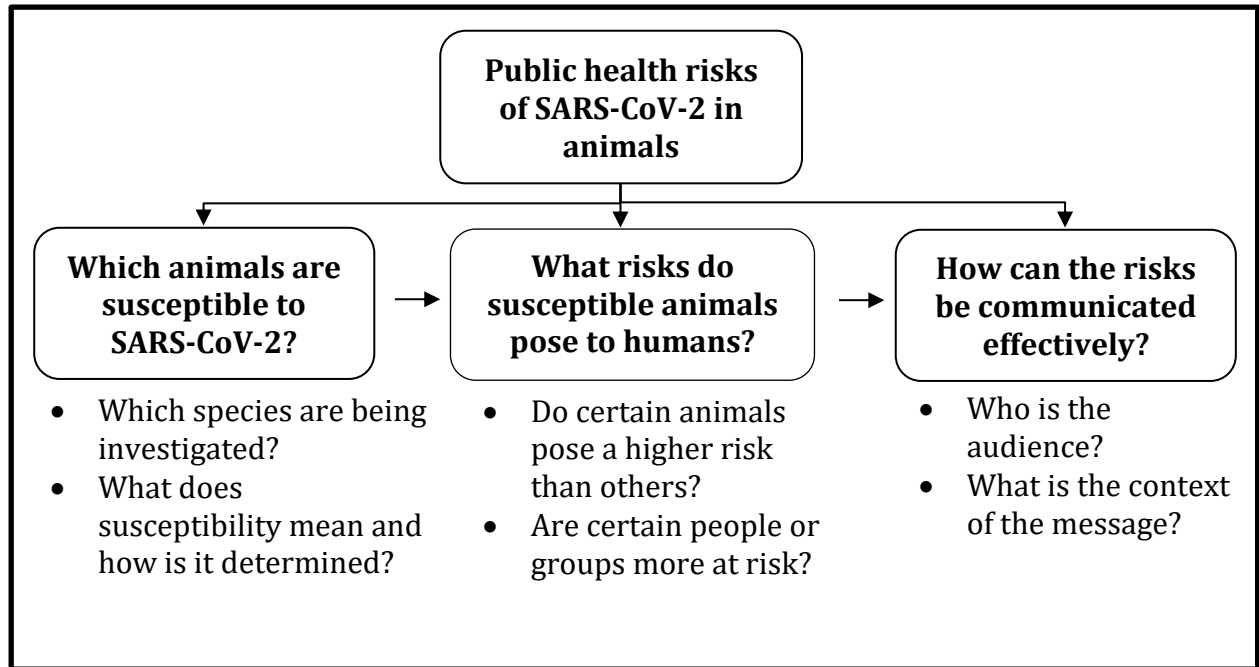 Public health risks
of SARS-CoV-2 in
animals
Which animals are
susceptible to
SARS-CoV-2?
What risks do
susceptible animals
pose to humans?
How can the risks
be communicated
effectively?
• Which species are being
investigated?
• What does
susceptibility mean and
how is it determined?
• Do certain animals
pose a higher risk
than others?
• Are certain people or
groups more at risk?
• Who is the
audience?
• What is the context
of the message?